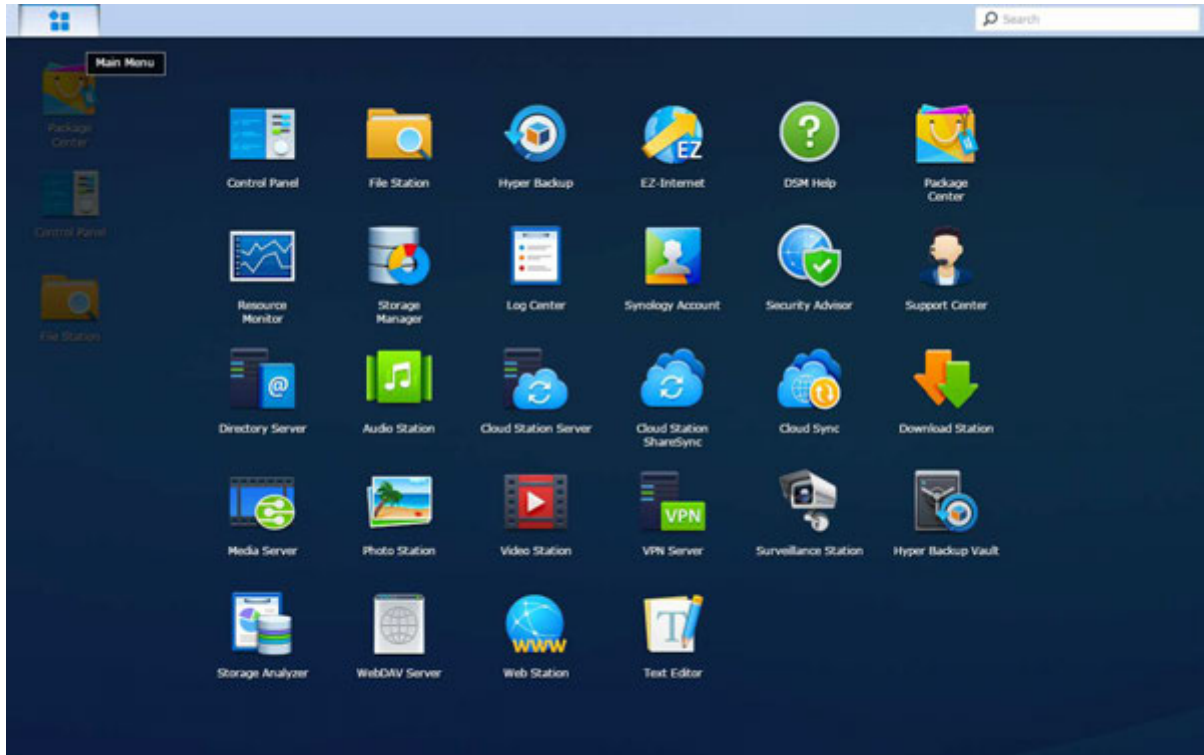 Search
Main Menu
Package
Center
Control Panel
File Station
Control Panel
File Station
Hyper Backup
EZ
EZ-Internet
?
DSM Help
Package
Center
Resource
Monitor
Storage
Manager
Log Center
Synology Account
Security Advisor
Support Center
@
Directory Server
Audio Station
Cloud Station Server
Cloud Station
ShareSync
Cloud Sync
Download Station
Media Server
Photo Station
Video Station
VPN
VPN Server
Surveillance Station
Hyper Backup Vault
Storage Analyzer
WebDAV Server
WWW
Web Station
T
Text Editor